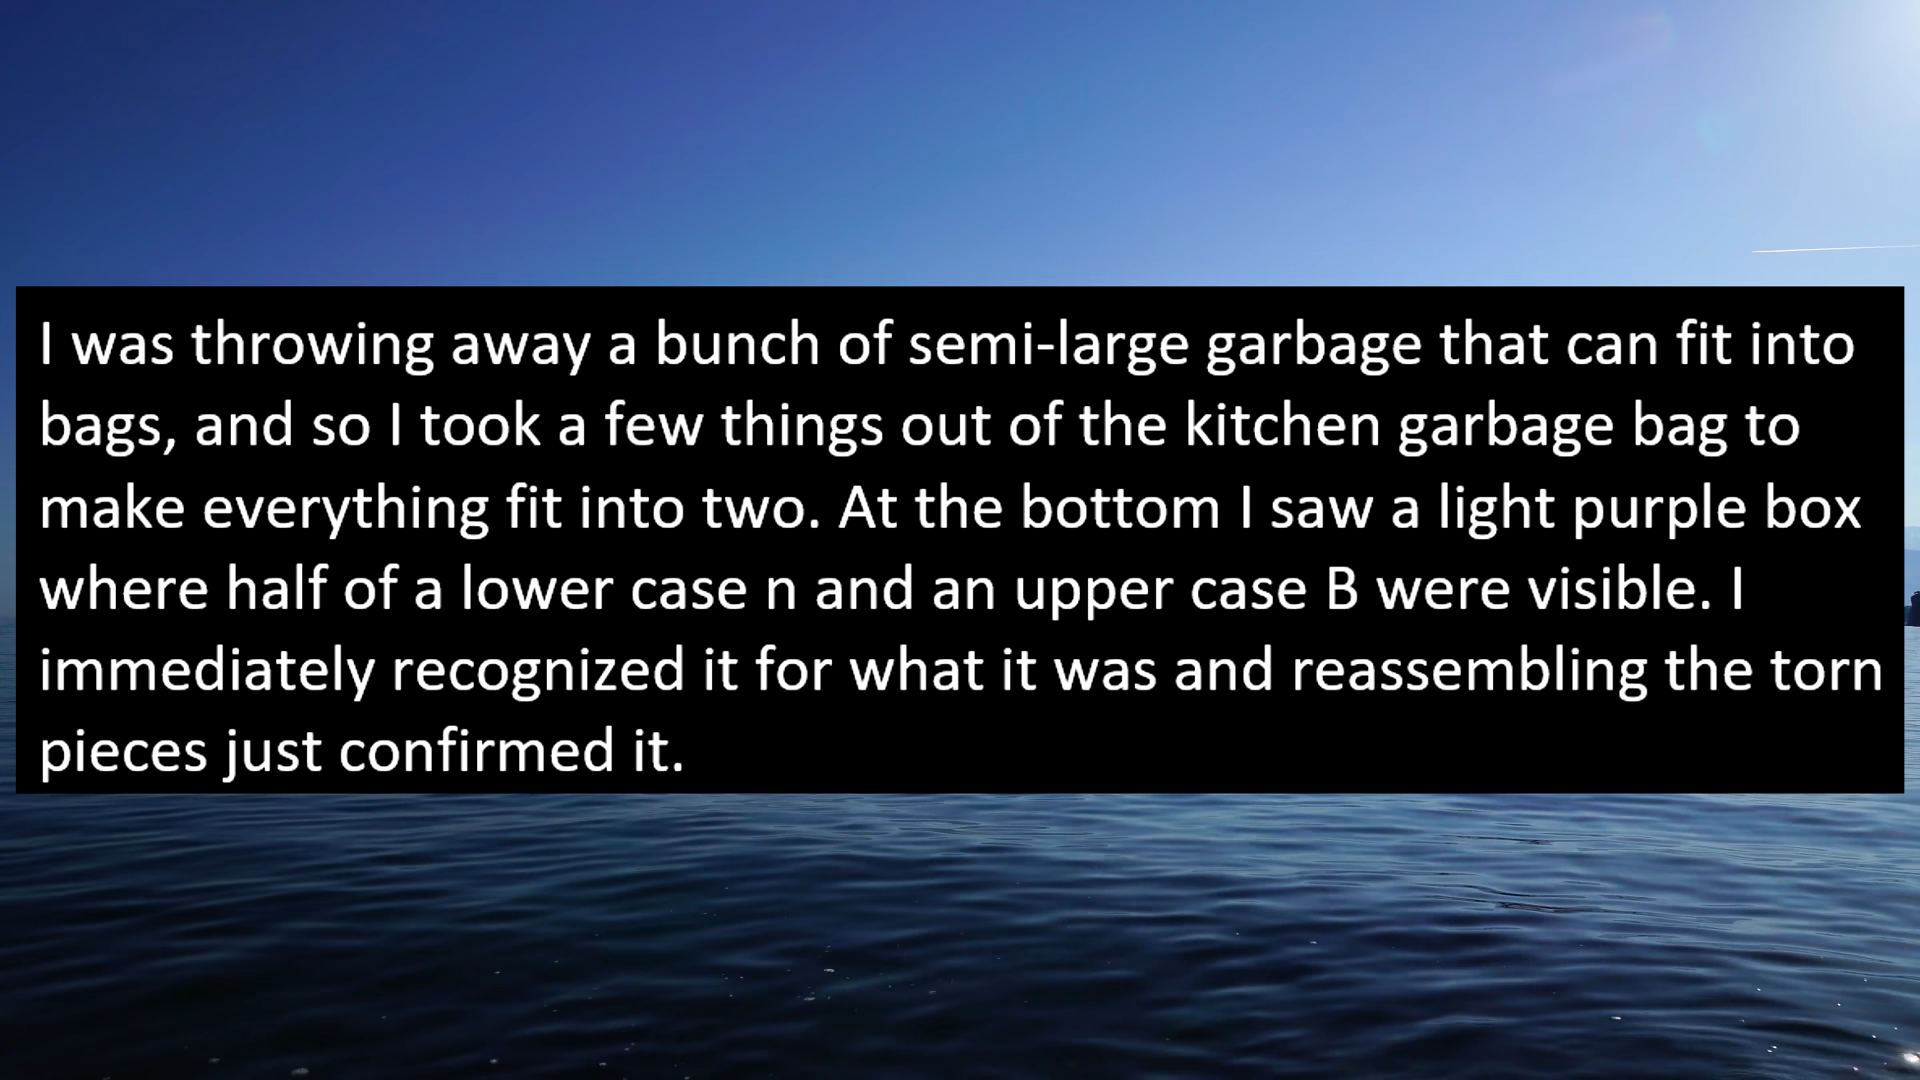 I was throwing away a bunch of semi-large garbage that can fit into
bags, and so I took a few things out of the kitchen garbage bag to
make everything fit into two. At the bottom I saw a light purple box
where half of a lower case n and an upper case B were visible. I
immediately recognized it for what it was and reassembling the torn
pieces just confirmed it.